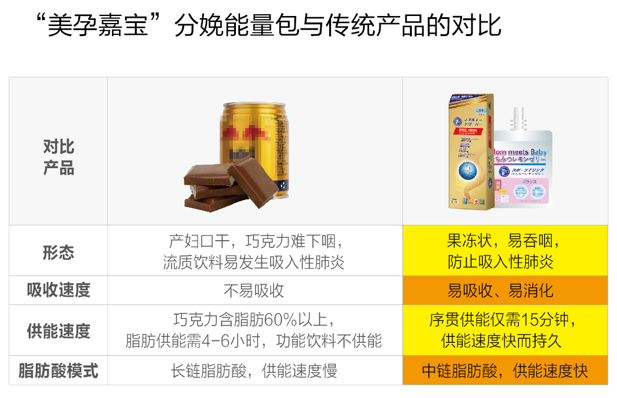 “美孕嘉宝”分娩能量包与传统产品的对比
对比
产品
Mom meets Baby
形态
产妇口干，巧克力难下咽，
流质饮料易发生吸入性肺炎
果冻状，易吞咽，
防止吸入性肺炎
吸收速度
不易吸收
易吸收、易消化
供能速度
巧克力含脂肪60%以上，
脂肪供能需4-6小时，功能饮料不供能
序贯供能仅需15分钟，
供能速度快而持久
脂肪酸模式
长链脂肪酸，供能速度慢
中链脂肪酸，供能速度快